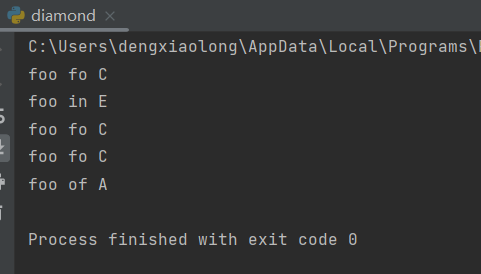 diamond
C:\Users\dengxiaolong\AppData\Local\Programs\
foo fo C
foo in E
foo fo C
foo fo C
foo of A
Process finished with exit code 0